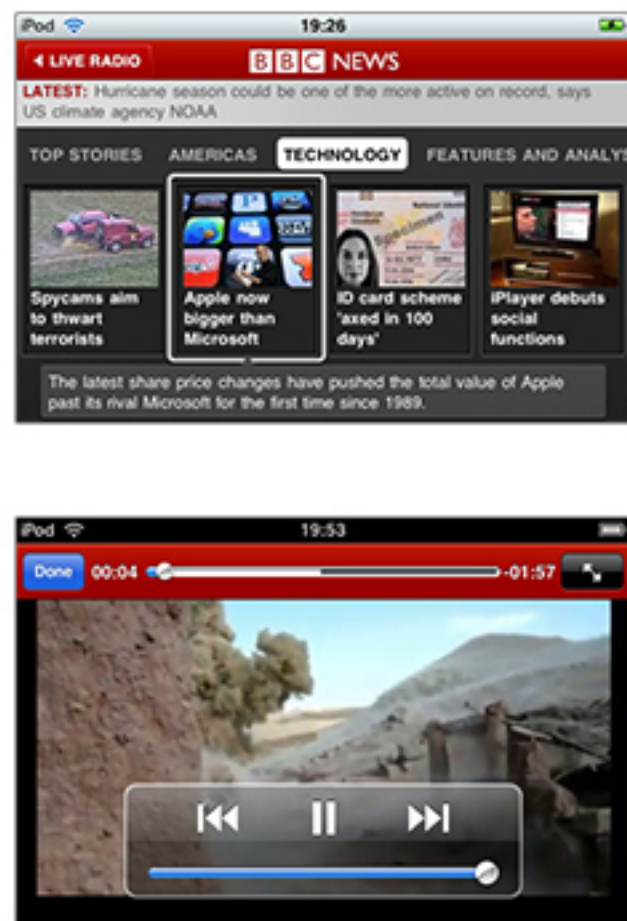 iPod 19:26
LIVE RADIO BBC NEWS
LATEST: Hurricane season could be one of the more active on record, says
US climate agency NOAA
TOP STORIES AMERICAS TECHNOLOGY FEATURES AND ANALYS
Specimen
Spycams aim
to thwart
terrorists
Apple now
bigger than
Microsoft
ID card scheme
'axed in 100
days'
iPlayer debuts
social
functions
The latest share price changes have pushed the total value of Apple
past its rival Microsoft for the first time since 1989.
iPod 19:53
Done 00:04 -01:57